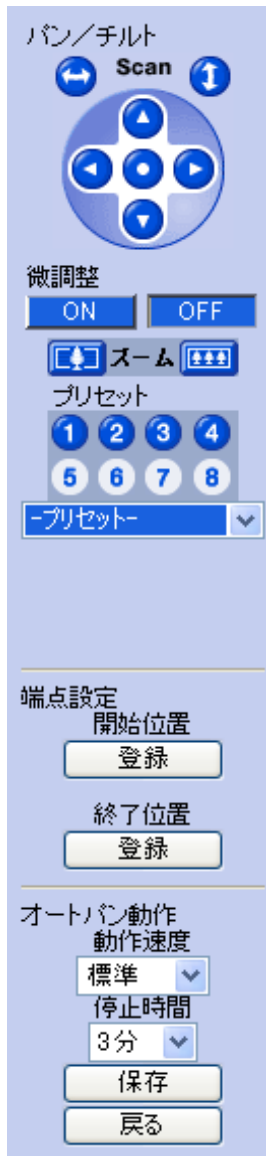 パン／チルト
Scan
微調整
ON OFF
ズーム
プリセット
1 2 3 4
5 6 7 8
-プリセット-
端点設定
開始位置
登録
終了位置
登録
オートパン動作
動作速度
標準
停止時間
3分
保存
戻る